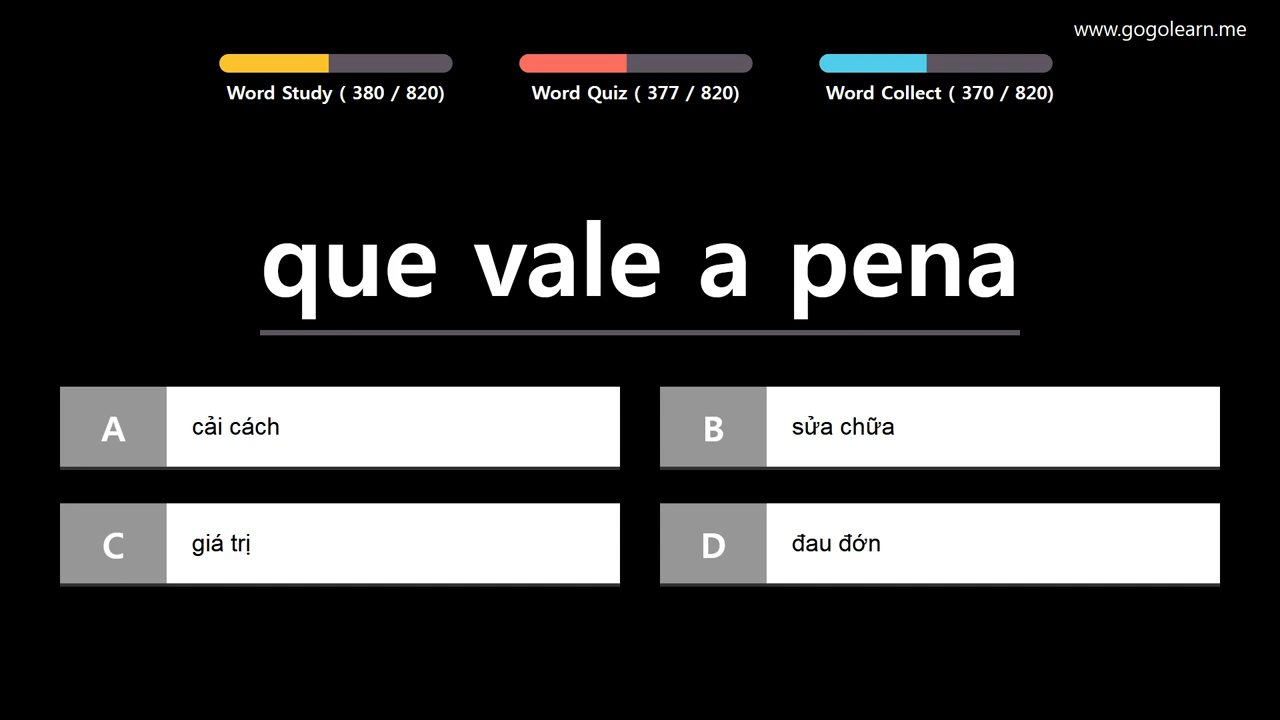 www.gogolearn.me
Word Study ( 380 / 820)
Word Quiz ( 377 / 820)
Word Collect ( 370 / 820)
que vale a pena
A
cải cách
B
sửa chữa
C
giá trị
D
đau đớn